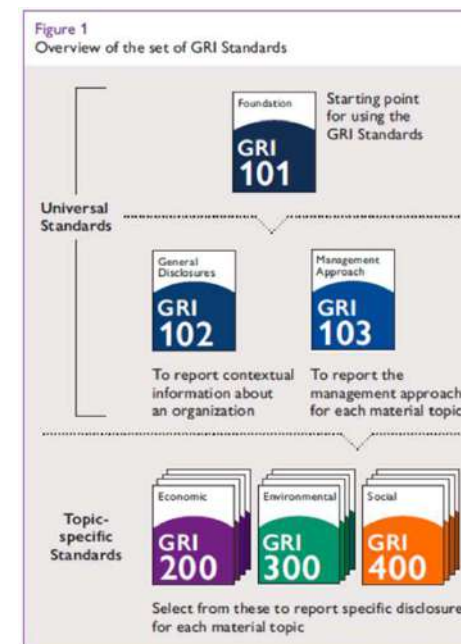 Figure 1
Overview of the set of GRI Standards
Foundation
GRI
101
Starting point
for using the
GRI Standards
Universal
Standards
General
Disclosures
GRI
102
Management
Approach
GRI
103
To report contextual
information about
an organization
To report the
management approach
for each material topic
Topic-
specific
Standards
Economic
GRI
200
Environmental
GRI
300
Social
GRI
400
Select from these to report specific disclosure
for each material topic